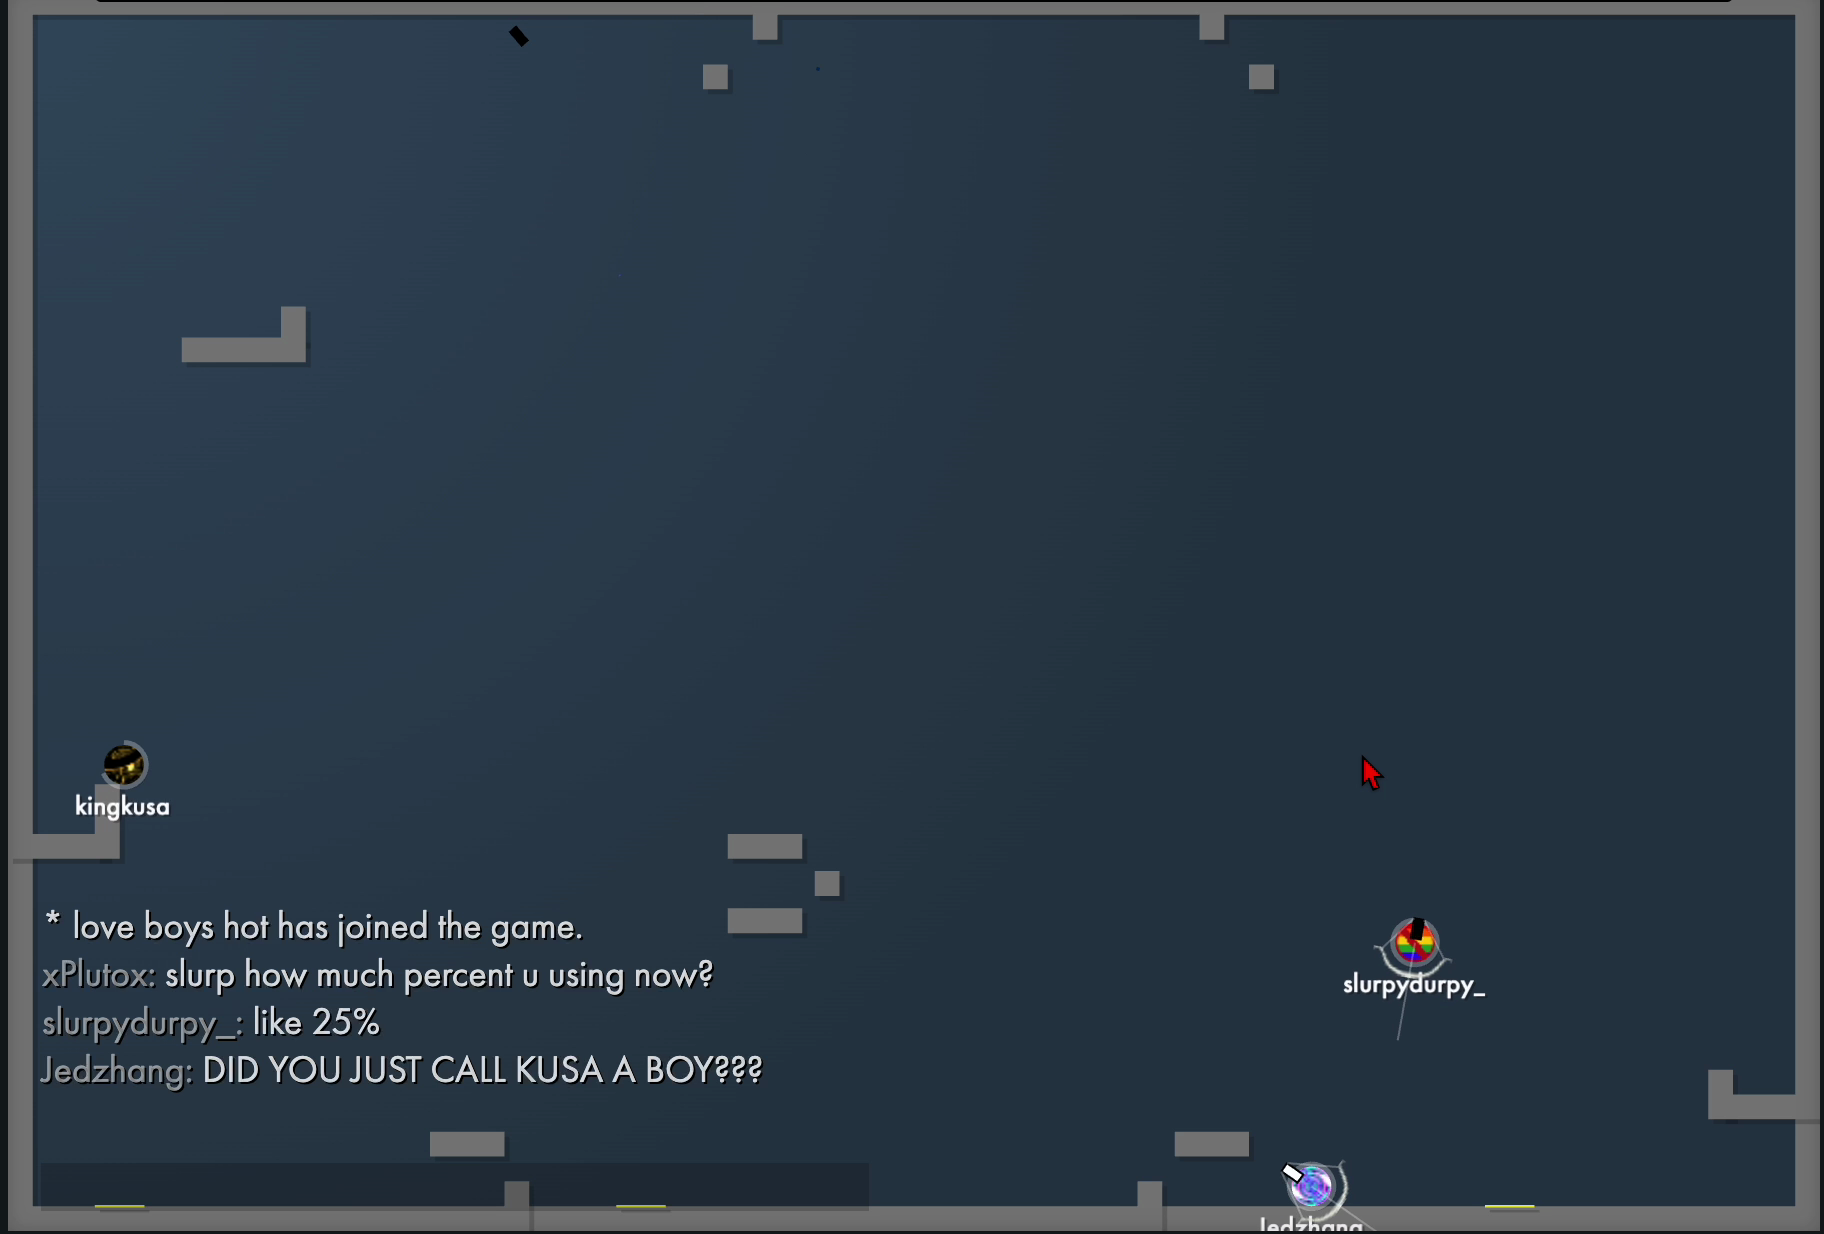 kingkusa
* love boys hot has joined the game.
xPlutox: slurp how much percent u using now?
slurpydurpy_
slurpydurpy_: like 25%
Jedzhang: DID YOU JUST CALL KUSA A BOY???
Jedzhang